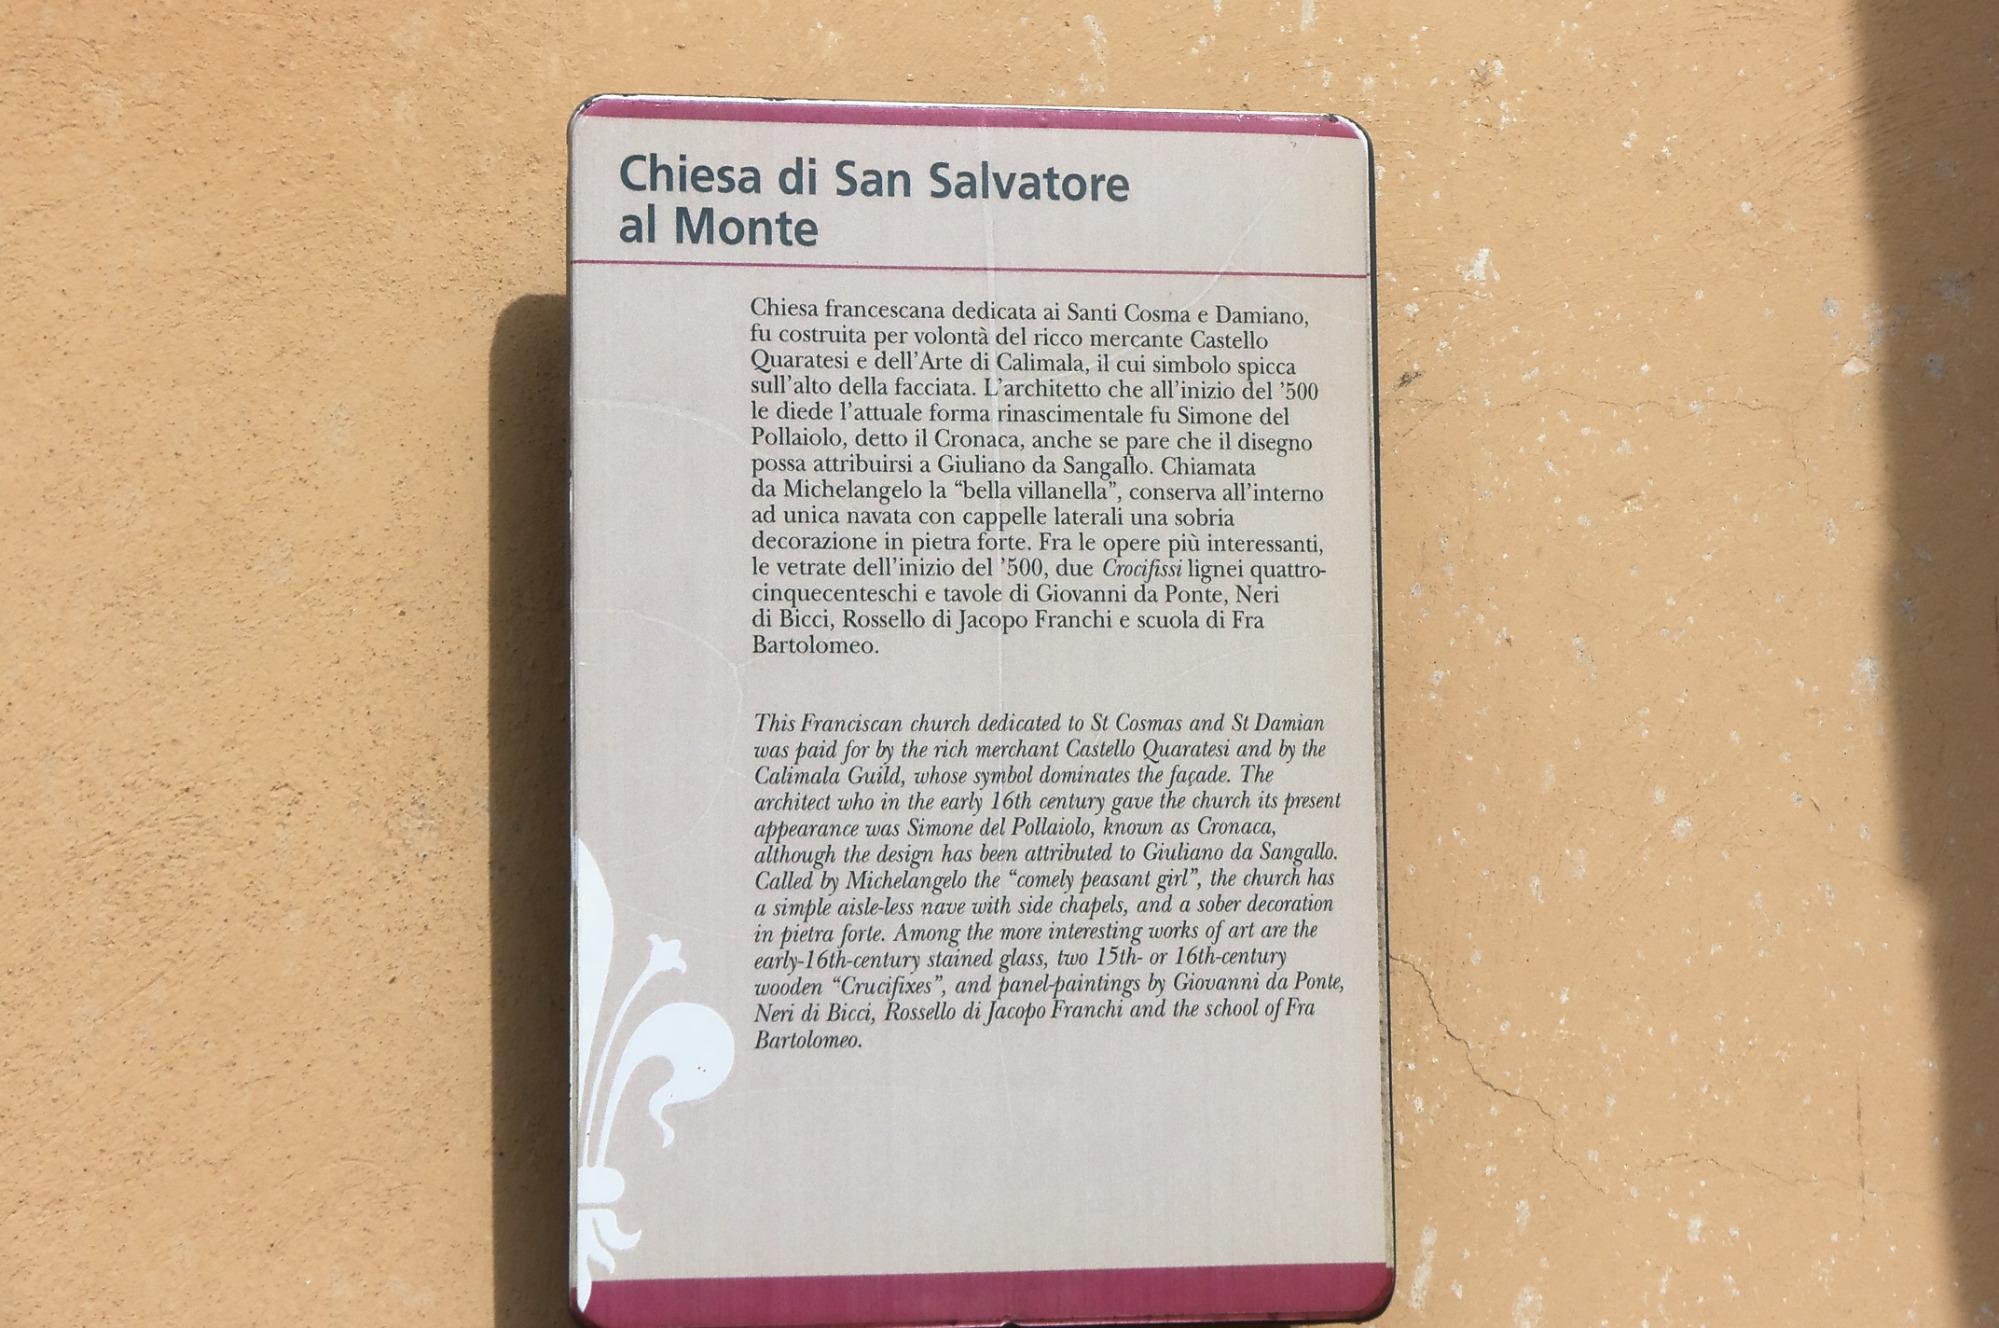 Chiesa di San Salvatore
al Monte
Chiesa francescana dedicata ai Santi Cosma e Damiano,
fu costruita per volontà del ricco mercante Castello
Quaratesi e dell'Arte di Calimala, il cui simbolo spicca
sull'alto della facciata. L'architetto che all'inizio del '500
le diede l'attuale forma rinascimentale fu Simone del
Pollaiolo, detto il Cronaca, anche se pare che il disegno
possa attribuirsi a Giuliano da Sangallo. Chiamata
da Michelangelo la “bella villanella”, conserva all'interno
ad unica navata con cappelle laterali una sobria
decorazione in pietra forte. Fra le opere più interessanti,
le vetrate dell'inizio del '500, due Crocifissi lignei quattro-
cinquecenteschi e tavole di Giovanni da Ponte, Neri
di Bicci, Rossello di Jacopo Franchi e scuola di Fra
Bartolomeo.
This Franciscan church dedicated to St Cosmas and St Damian
was paid for by the rich merchant Castello Quaratesi and by the
Calimala Guild, whose symbol dominates the façade. The
architect who in the early 16th century gave the church its present
appearance was Simone del Pollaiolo, known as Cronaca,
although the design has been attributed to Giuliano da Sangallo.
Called by Michelangelo the “comely peasant girl”, the church has
a simple aisle-less nave with side chapels, and a sober decoration
in pietra forte. Among the more interesting works of art are the
early-16th-century stained glass, two 15th- or 16th-century
wooden “Crucifixes”, and panel-paintings by Giovanni da Ponte,
Neri di Bicci, Rossello di Jacopo Franchi and the school of Fra
Bartolomeo.